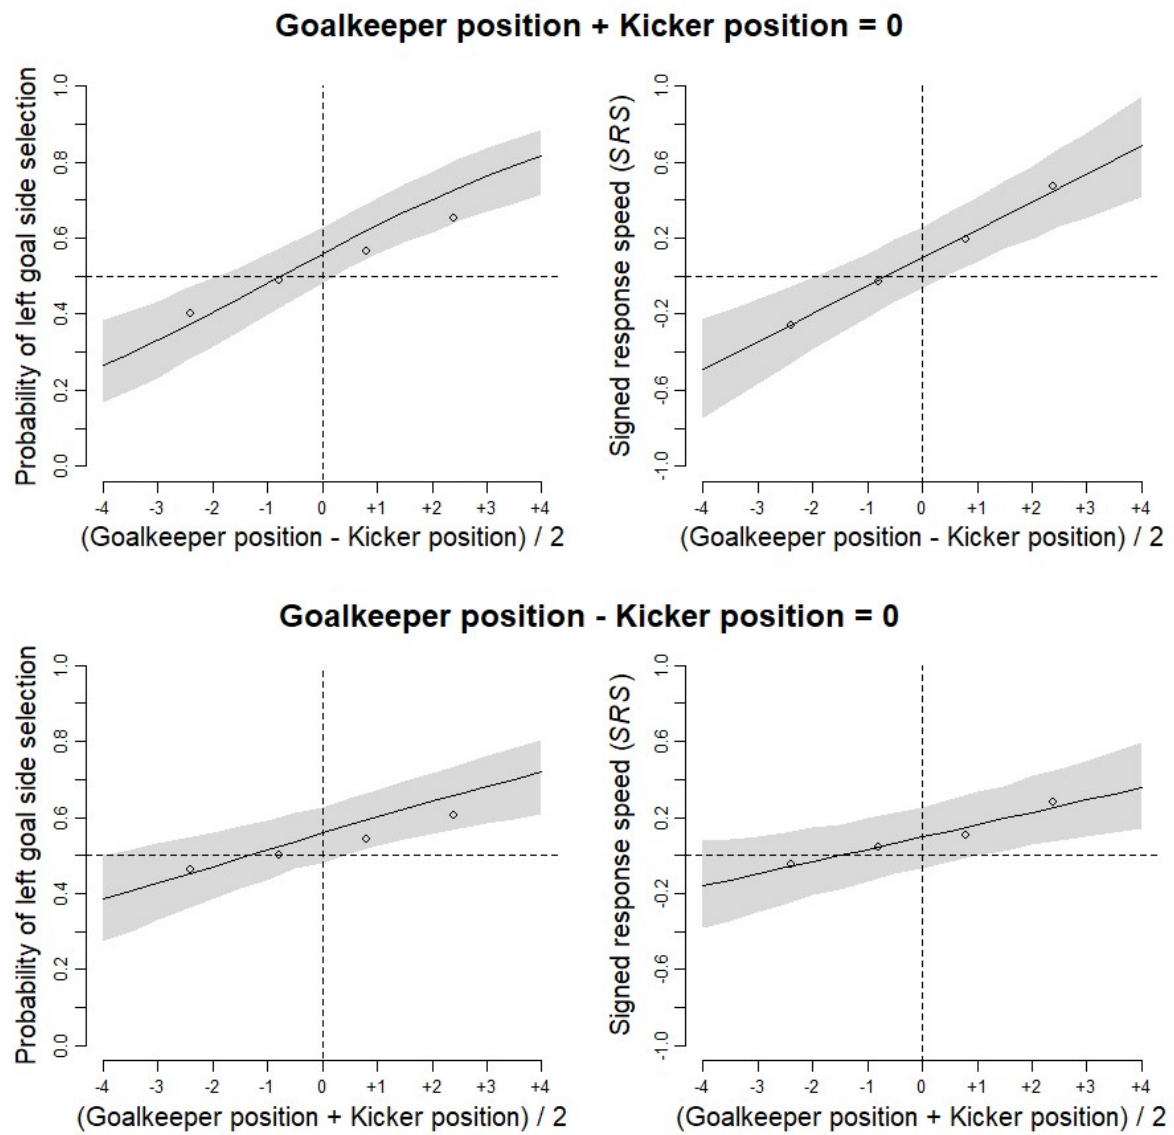 Goalkeeper position + Kicker position = 0
Probability of left goal side selection
1.0
0.8
0.6
0.4
0.2
0.0
-4 -3 -2 -1 0 +1 +2 +3 +4
(Goalkeeper position - Kicker position) / 2
Signed response speed (SRS)
1.0
0.6
0.2
-0.2
-0.6
-1.0
-4 -3 -2 -1 0 +1 +2 +3 +4
(Goalkeeper position - Kicker position) / 2
Goalkeeper position - Kicker position = 0
Probability of left goal side selection
1.0
0.8
0.6
0.4
0.2
0.0
-4 -3 -2 -1 0 +1 +2 +3 +4
(Goalkeeper position + Kicker position) / 2
Signed response speed (SRS)
1.0
0.6
0.2
-0.2
-0.6
-1.0
-4 -3 -2 -1 0 +1 +2 +3 +4
(Goalkeeper position + Kicker position) / 2